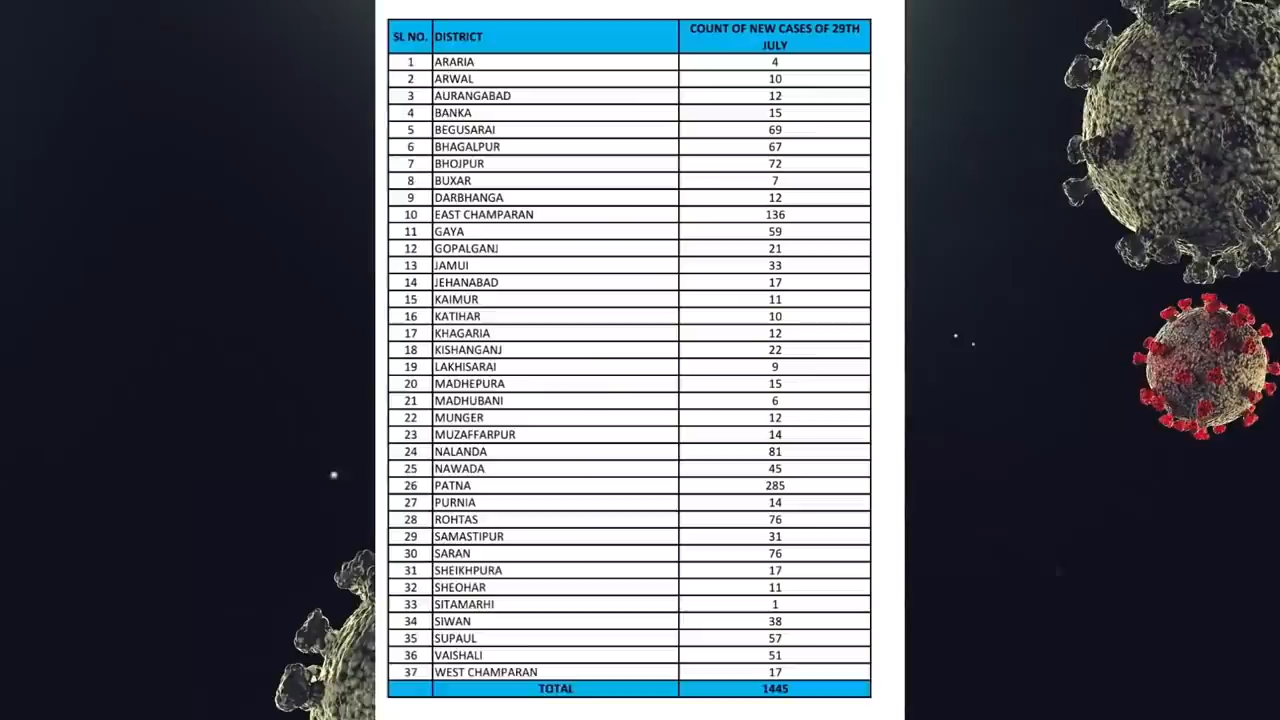 SL NO. DISTRICT COUNT OF NEW CASES OF 29TH JULY
1 ARARIA 4
2 ARWAL 10
3 AURANGABAD 12
4 BANKA 15
5 BEGUSARAI 69
6 BHAGALPUR 67
7 BHOJPUR 72
8 BUXAR 7
9 DARBHANGA 12
10 EAST CHAMPARAN 136
11 GAYA 59
12 GOPALGANJ 21
13 JAMUI 33
14 JEHANABAD 17
15 KAIMUR 11
16 KATIHAR 10
17 KHAGARIA 12
18 KISHANGANJ 22
19 LAKHISARAI 9
20 MADHEPURA 15
21 MADHUBANI 6
22 MUNGER 12
23 MUZAFFARPUR 14
24 NALANDA 81
25 NAWADA 45
26 PATNA 285
27 PURNIA 14
28 ROHTAS 76
29 SAMASTIPUR 31
30 SARAN 76
31 SHEIKHPURA 17
32 SHEOHAR 11
33 SITAMARHI 1
34 SIWAN 38
35 SUPAUL 57
36 VAISHALI 51
37 WEST CHAMPARAN 17
TOTAL 1445